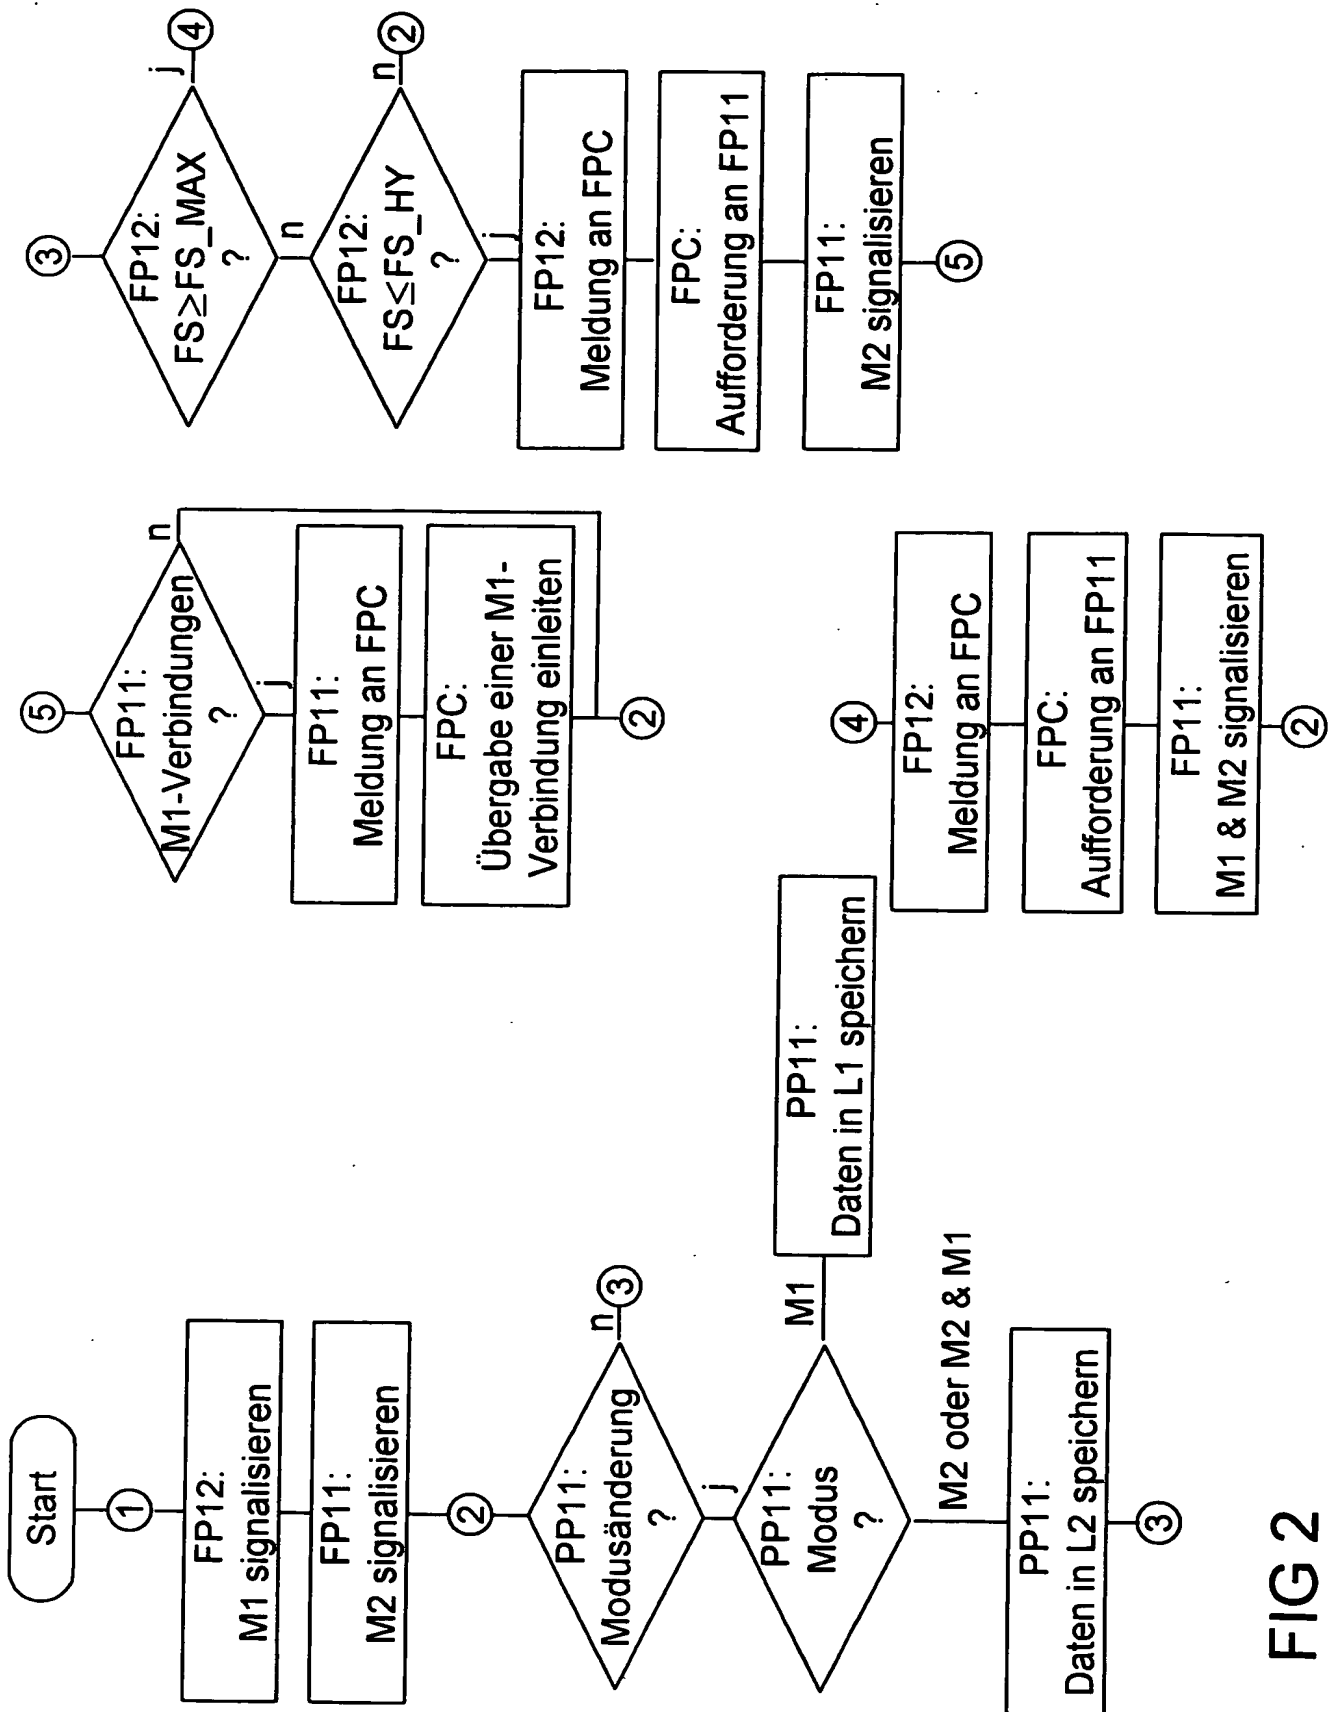 Start
1
FP12:
M1 signalisieren
FP11:
M2 signalisieren
2
PP11:
Modusänderung
?
n
3
j
PP11:
Modus
?
M1
PP11:
Daten in L1 speichern
M2 oder M2 & M1
PP11:
Daten in L2 speichern
3
5
FP11:
M1-Verbindungen
?
n
j
FP11:
Meldung an FPC
FPC:
Übergabe einer M1-
Verbindung einleiten
2
4
FP12:
Meldung an FPC
FPC:
Aufforderung an FP11
FP11:
M1 & M2 signalisieren
2
3
FP12:
FS≥FS_MAX
?
j
4
n
FP12:
FS≤FS_HY
?
n
2
j
FP12:
Meldung an FPC
FPC:
Aufforderung an FP11
FP11:
M2 signalisieren
5
FIG 2